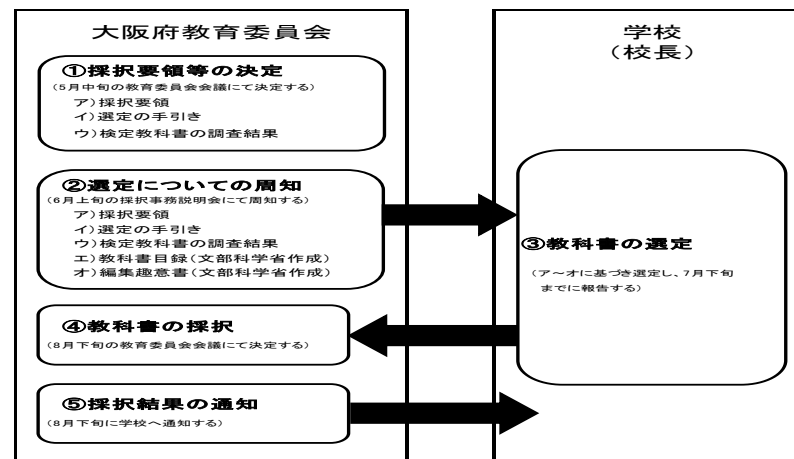 大阪府教育委員会
①採択要領等の決定
(5月中旬の教育委員会会議にて決定する)
ア)採択要領
イ)選定の手引き
ウ)検定教科書の調査結果
②選定についての周知
(6月上旬の採択事務説明会にて周知する)
ア)採択要領
イ)選定の手引き
ウ)検定教科書の調査結果
エ)教科書目録(文部科学省作成)
オ)編集趣意書(文部科学省作成)
④教科書の採択
(8月下旬の教育委員会会議にて決定する)
⑤採択結果の通知
(8月下旬に学校へ通知する)
学校
(校長)
③教科書の選定
(ア～オに基づき選定し、7月下旬
までに報告する)